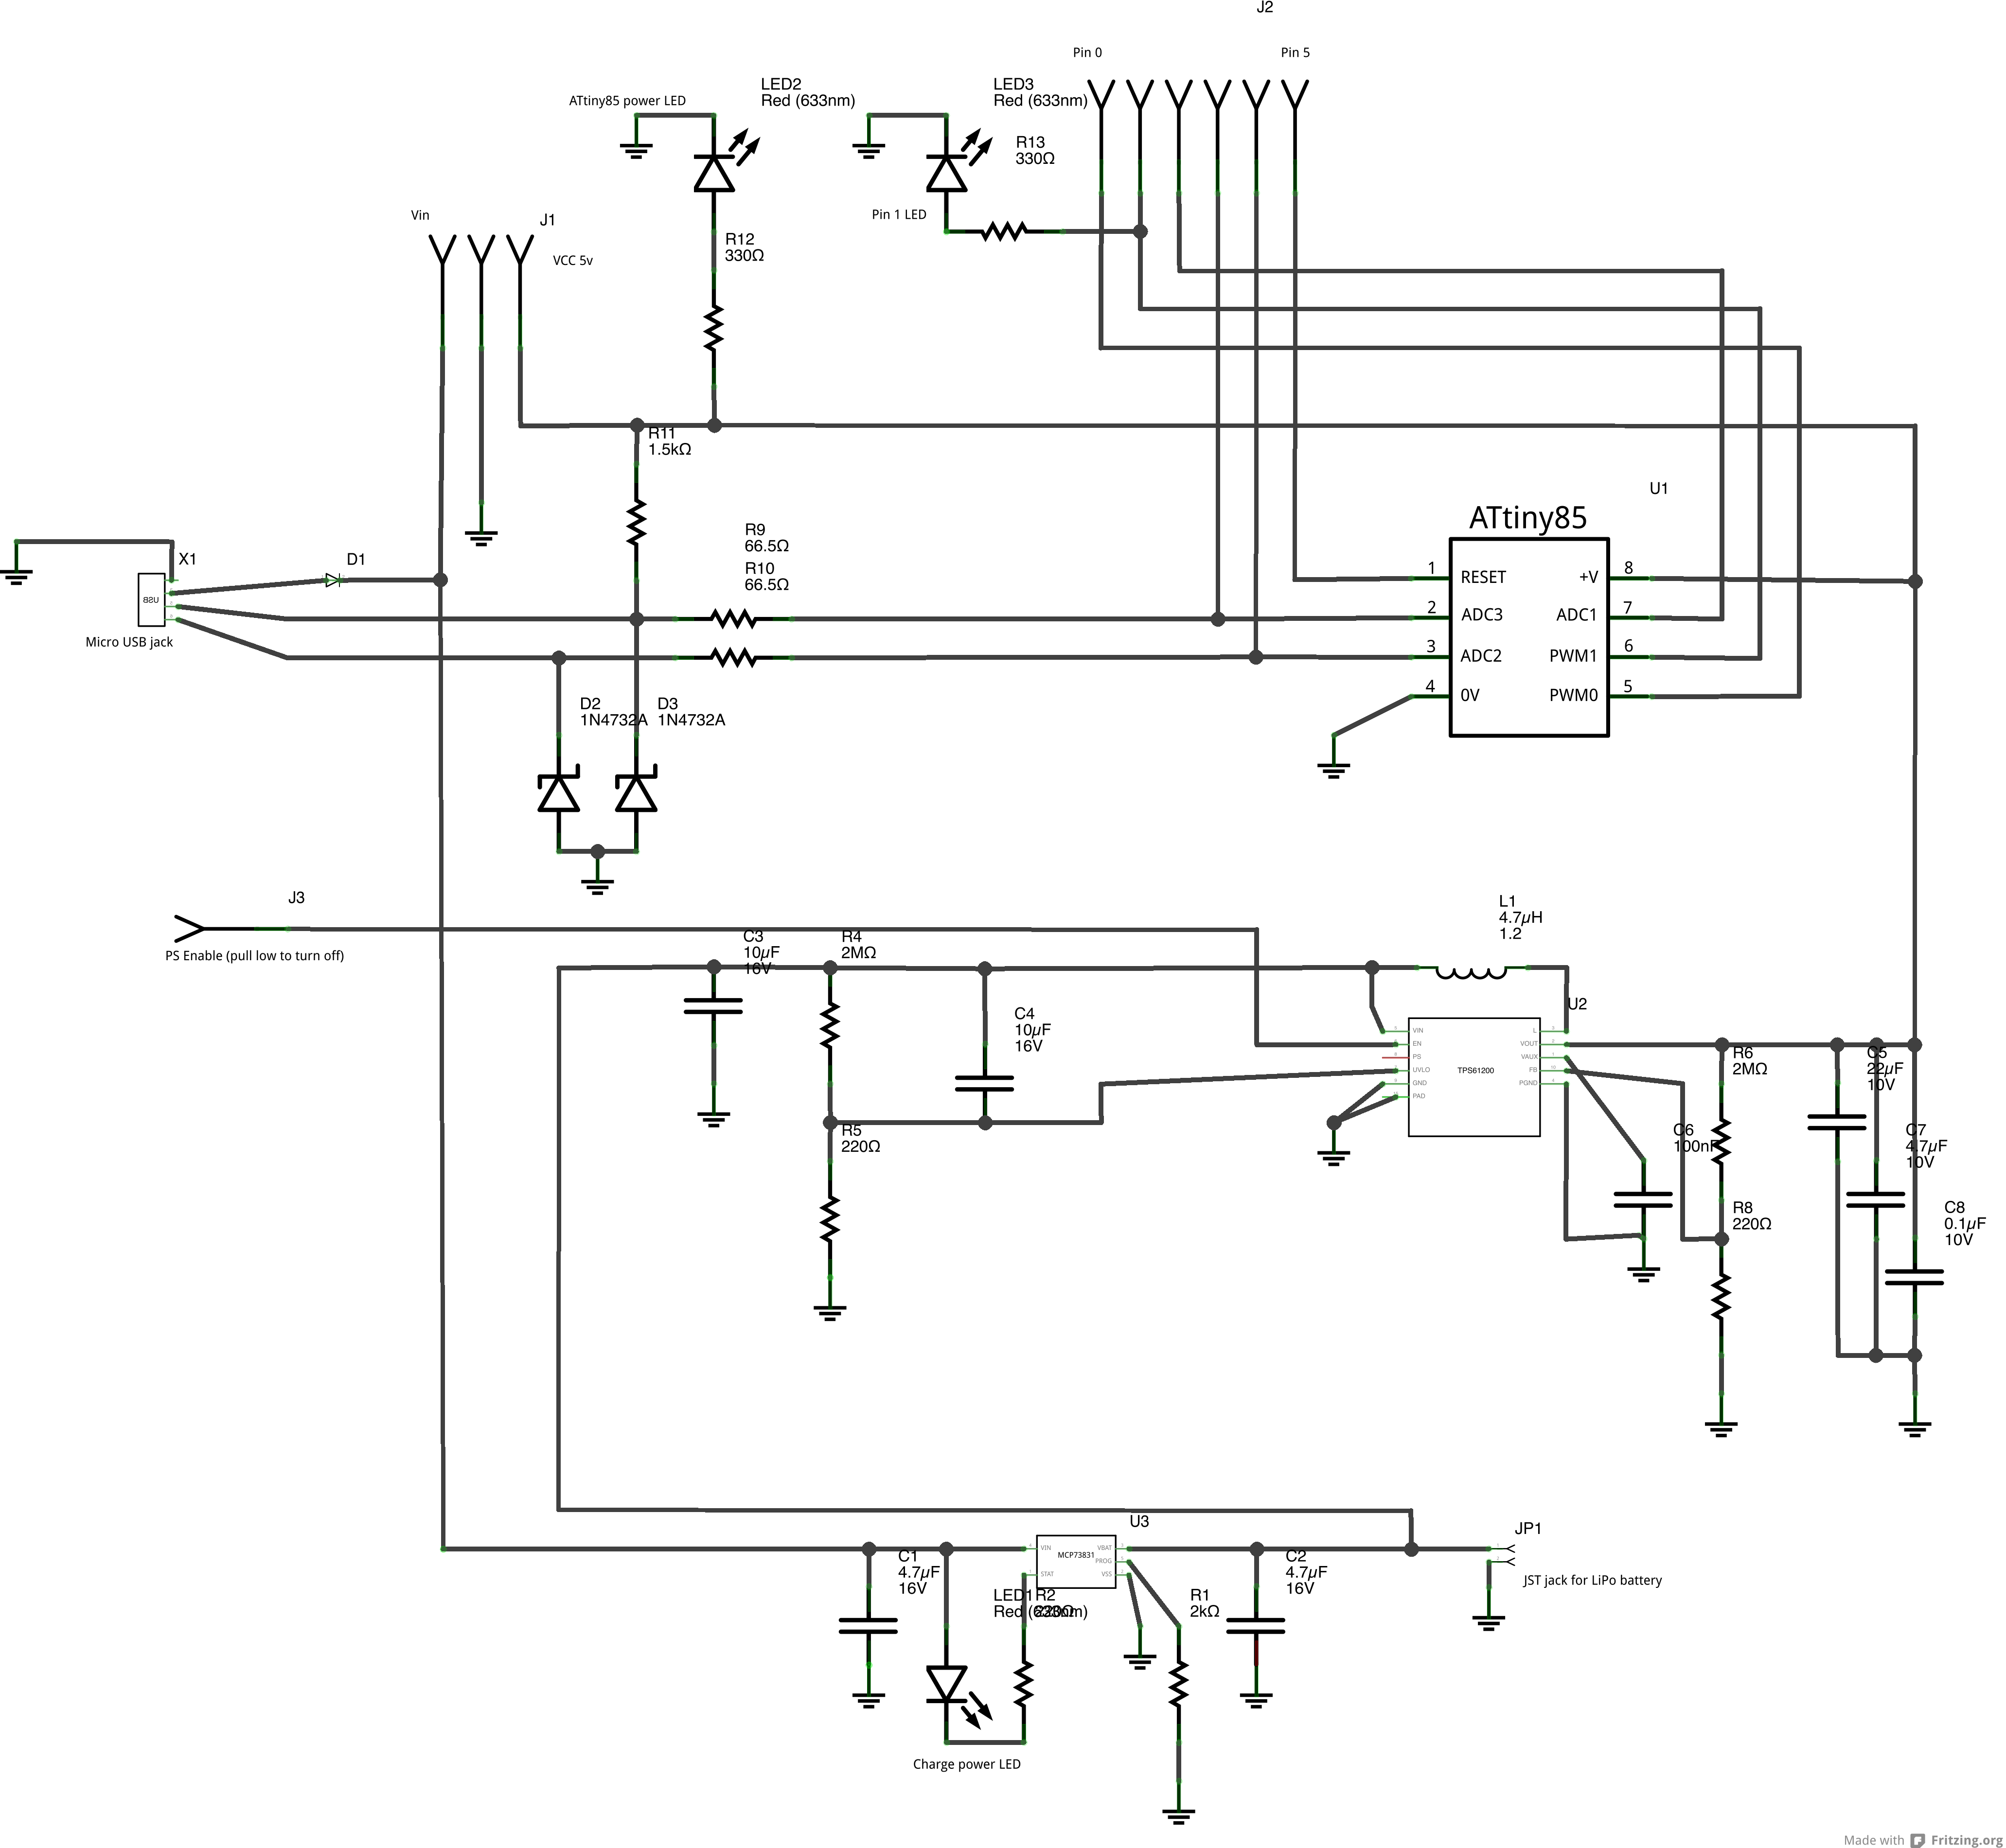 J2
Pin 0
Pin 5
LED2
Red (633nm)
LED3
Red (633nm)
ATtiny85 power LED
R13
330Ω
Vin
J1
Pin 1 LED
R12
330Ω
VCC 5v
R11
1.5kΩ
U1
ATtiny85
R9
66.5Ω
R10
66.5Ω
X1
D1
USB
Micro USB jack
1
RESET
+V
8
2
ADC3
ADC1
7
3
ADC2
PWM1
6
4
0V
PWM0
5
D2
1N4732A
D3
1N4732A
J3
PS Enable (pull low to turn off)
L1
4.7µH
1.2
C3
10µF
16V
R4
2MΩ
C4
10µF
16V
U2
VIN
L
EN
VOUT
PS
VAUX
UVLO
TPS61200
FB
GND
PGND
PAD
R6
2MΩ
C5
22µF
10V
R5
220Ω
C6
100nF
C7
4.7µF
10V
R8
220Ω
C8
0.1µF
10V
U3
JP1
VIN
VBAT
MCP73831
PROG
STAT
VSS
C1
4.7µF
16V
C2
4.7µF
16V
JST jack for LiPo battery
LED1
Red (633nm)
R2
R1
2kΩ
Charge power LED
Made with Fritzing.org